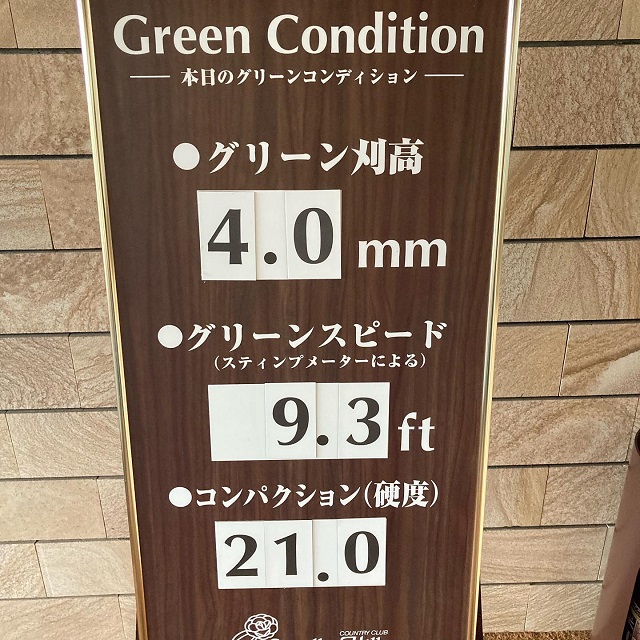 Green Condition
本日のグリーンコンディション
●グリーン刈高
4.0 mm
●グリーンスピード
(スティンプメーターによる)
9.3 ft
●コンパクション(硬度)
21.0
COUNTRY CLUB